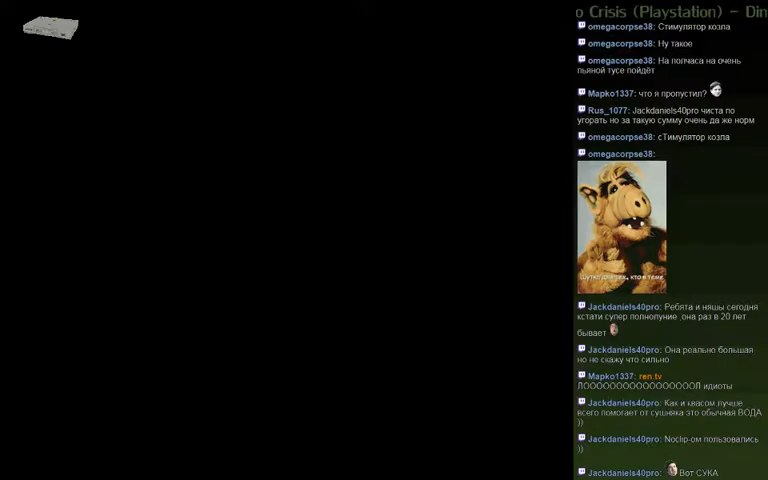 o Crisis (Playstation) - Din
omegacorpse38: Стимулятор козла
omegacorpse38: Ну такое
omegacorpse38: На полчаса на очень
пьяной тусе пойдёт
Mapko1337: что я пропустил?
Rus_1077: Jackdaniels40pro чиста по
угорать но за такую сумму очень да же норм
omegacorpse38: сТимулятор козла
omegacorpse38:
Jackdaniels40pro: Ребята и няшы сегодня
кстати супер полнолуние ,она раз в 20 лет
бывает
Jackdaniels40pro: Она реально большая
но не скажу что сильно
Mapko1337: ren.tv
ЛООООООООООООООООЛ идиоты
Jackdaniels40pro: Как и квасом лучше
всего помогает от сушняка это обычная ВОДА
))
Jackdaniels40pro: Noclip-ом пользовались
))
Jackdaniels40pro: Вот СУКА